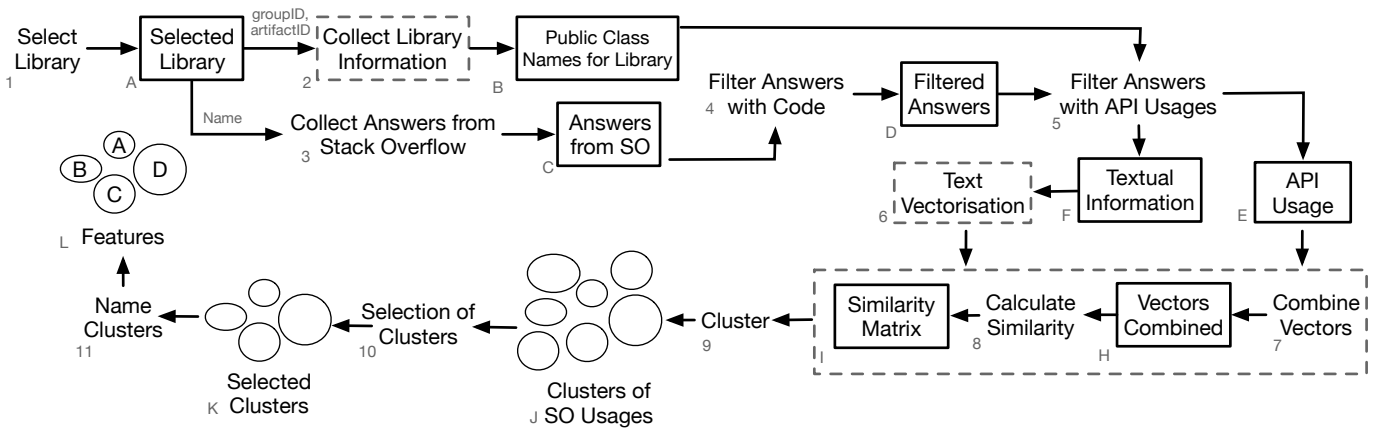 Select
Library
1
Selected
Library
A
groupID,
artifactID
Collect Library
Information
2
Public Class
Names for Library
B
Name
Collect Answers from
Stack Overflow
3
Answers
from SO
C
Filter Answers
with Code
4
Filtered
Answers
D
Filter Answers
with API Usages
5
Text
Vectorisation
6
Textual
Information
F
API
Usage
E
A
B
C
D
L Features
Name
Clusters
11
Selected
Clusters
K
Selection of
Clusters
10
Clusters of
SO Usages
J
Cluster
9
Similarity
Matrix
I
Calculate
Similarity
8
Vectors
Combined
H
Combine
Vectors
7